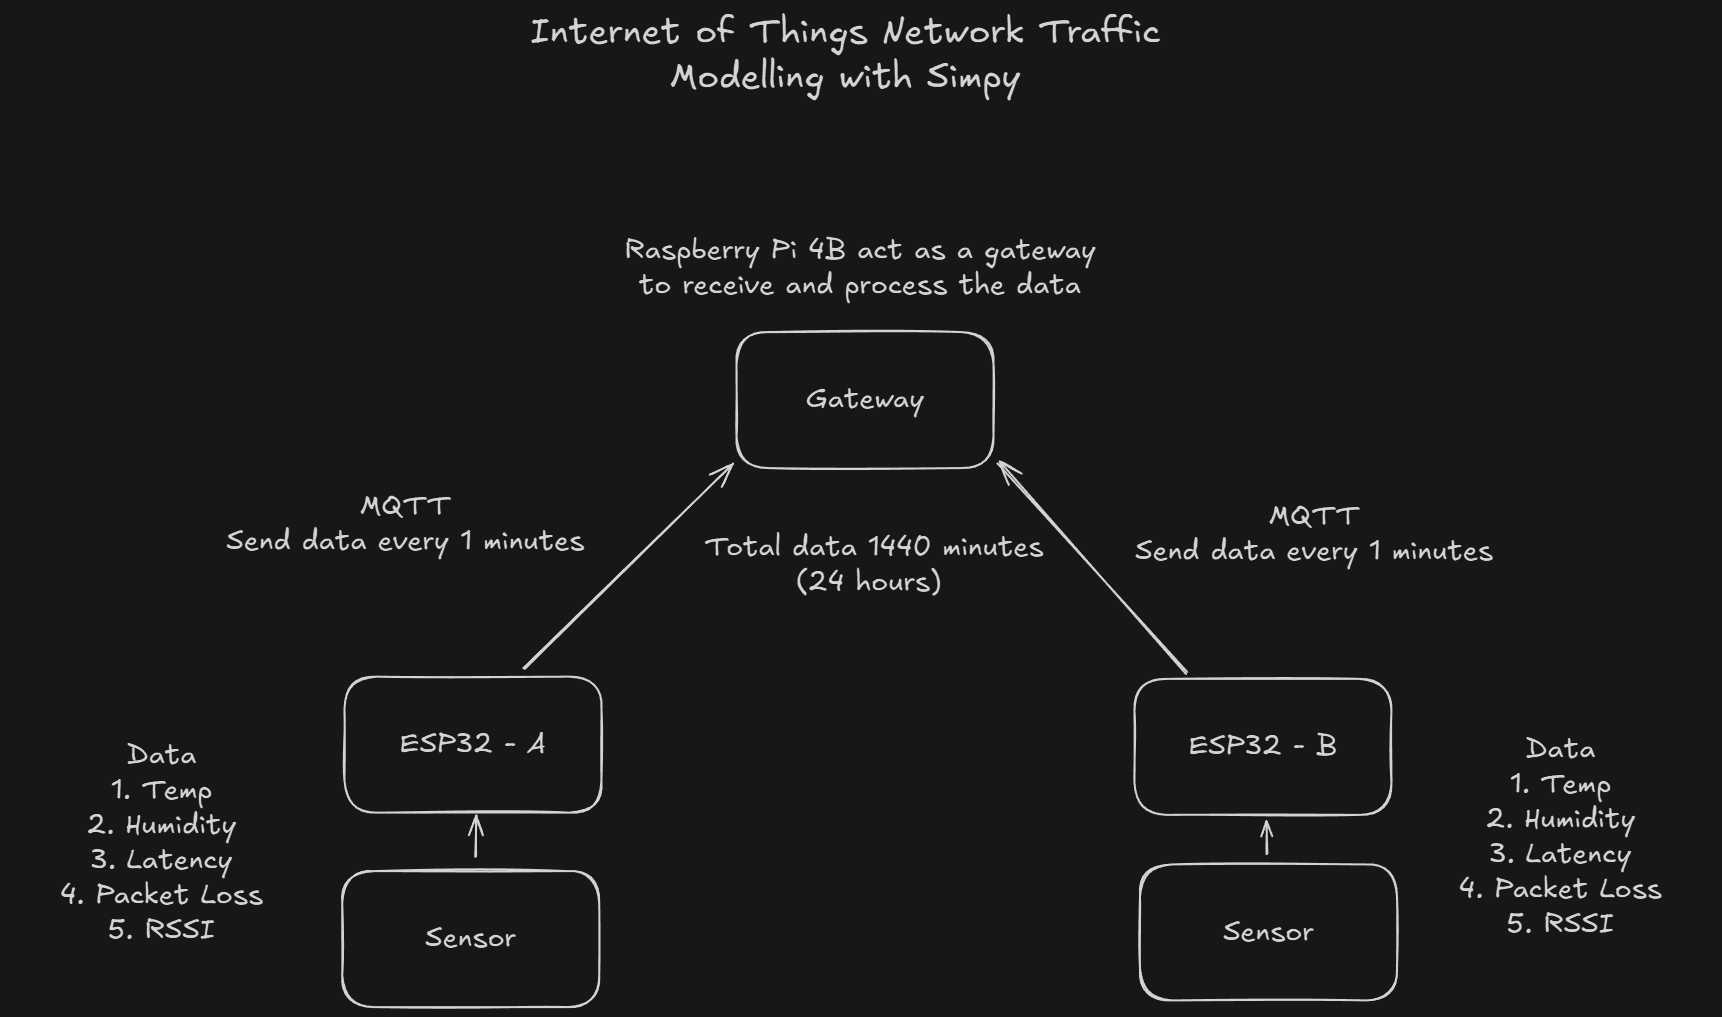 Internet of Things Network Traffic
Modelling with Simpy
Raspberry Pi 4B act as a gateway
to receive and process the data
Gateway
MQTT
Send data every 1 minutes
Total data 1440 minutes
(24 hours)
MQTT
Send data every 1 minutes
ESP32 - A
ESP32 - B
Data
1. Temp
2. Humidity
3. Latency
4. Packet Loss
5. RSSI
Data
1. Temp
2. Humidity
3. Latency
4. Packet Loss
5. RSSI
Sensor
Sensor